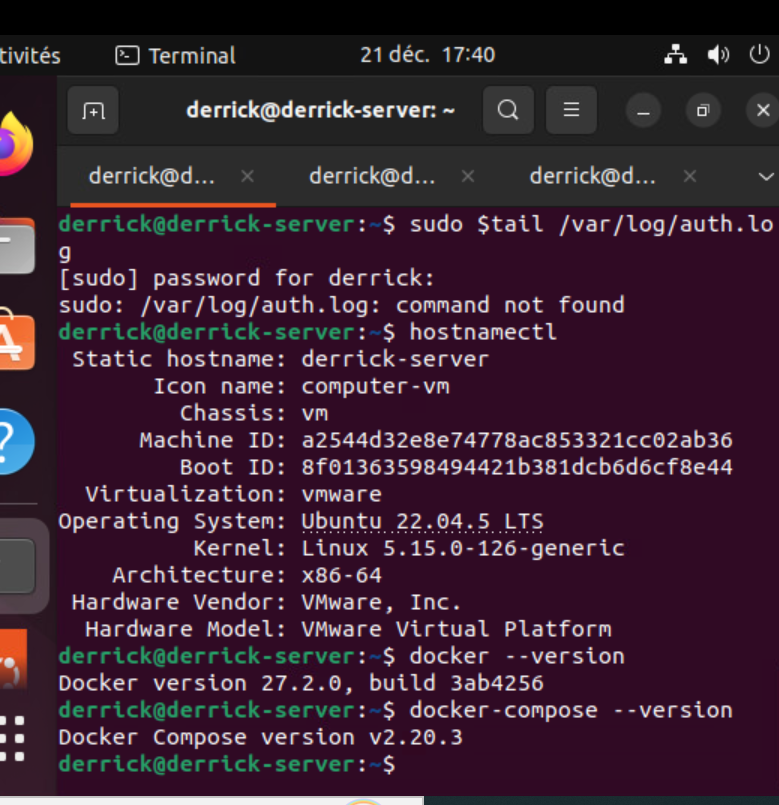 tivités Terminal 21 déc. 17:40
derrick@derrick-server: ~
derrick@d... derrick@d... derrick@d...
derrick@derrick-server:~$ sudo $tail /var/log/auth.lo
g
[sudo] password for derrick:
sudo: /var/log/auth.log: command not found
derrick@derrick-server:~$ hostnamectl
 Static hostname: derrick-server
       Icon name: computer-vm
         Chassis: vm
      Machine ID: a2544d32e8e74778ac853321cc02ab36
         Boot ID: 8f01363598494421b381dcb6d6cf8e44
  Virtualization: vmware
Operating System: Ubuntu 22.04.5 LTS
          Kernel: Linux 5.15.0-126-generic
    Architecture: x86-64
 Hardware Vendor: VMware, Inc.
  Hardware Model: VMware Virtual Platform
derrick@derrick-server:~$ docker --version
Docker version 27.2.0, build 3ab4256
derrick@derrick-server:~$ docker-compose --version
Docker Compose version v2.20.3
derrick@derrick-server:~$